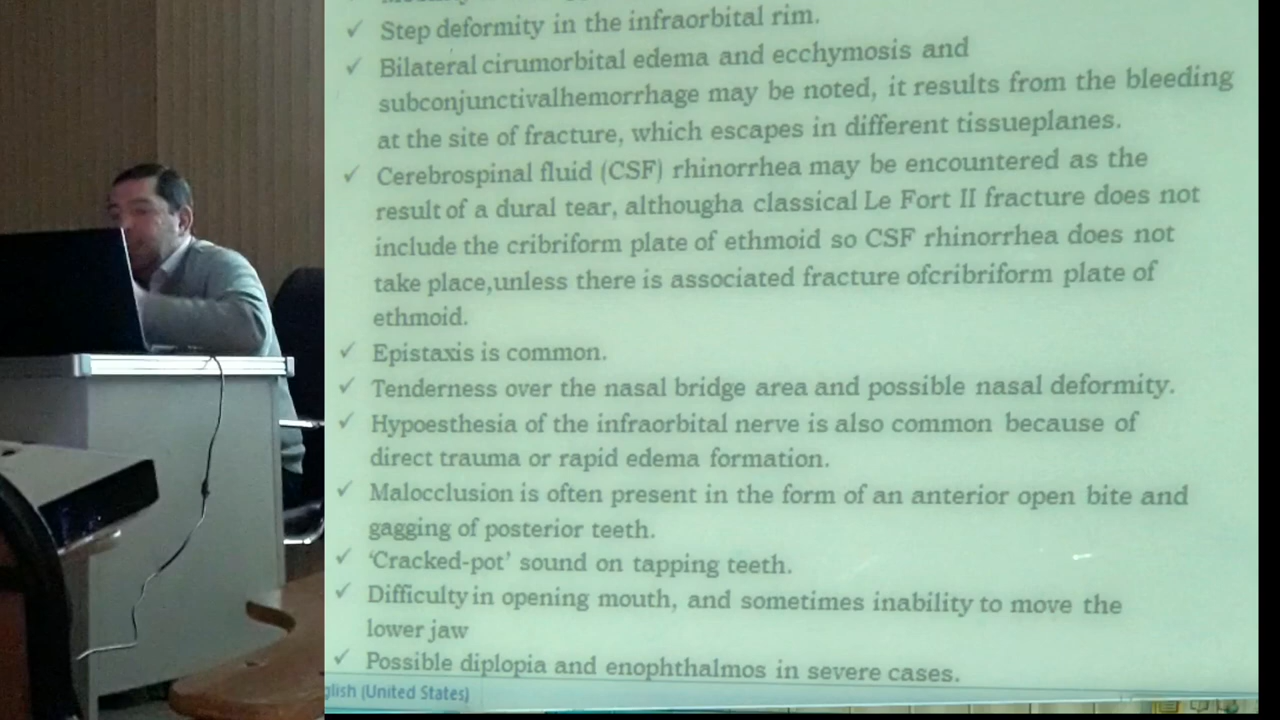 ✓ Step deformity in the infraorbital rim.
✓ Bilateral cirumorbital edema and ecchymosis and
subconjunctivalhemorrhage may be noted, it results from the bleeding
at the site of fracture, which escapes in different tissueplanes.
✓ Cerebrospinal fluid (CSF) rhinorrhea may be encountered as the
result of a dural tear, althougha classical Le Fort II fracture does not
include the cribriform plate of ethmoid so CSF rhinorrhea does not
take place,unless there is associated fracture ofcribriform plate of
ethmoid.
✓ Epistaxis is common.
✓ Tenderness over the nasal bridge area and possible nasal deformity.
✓ Hypoesthesia of the infraorbital nerve is also common because of
direct trauma or rapid edema formation.
✓ Malocclusion is often present in the form of an anterior open bite and
gagging of posterior teeth.
✓ ‘Cracked-pot’ sound on tapping teeth.
✓ Difficulty in opening mouth, and sometimes inability to move the
lower jaw
✓ Possible diplopia and enophthalmos in severe cases.
glish (United States)